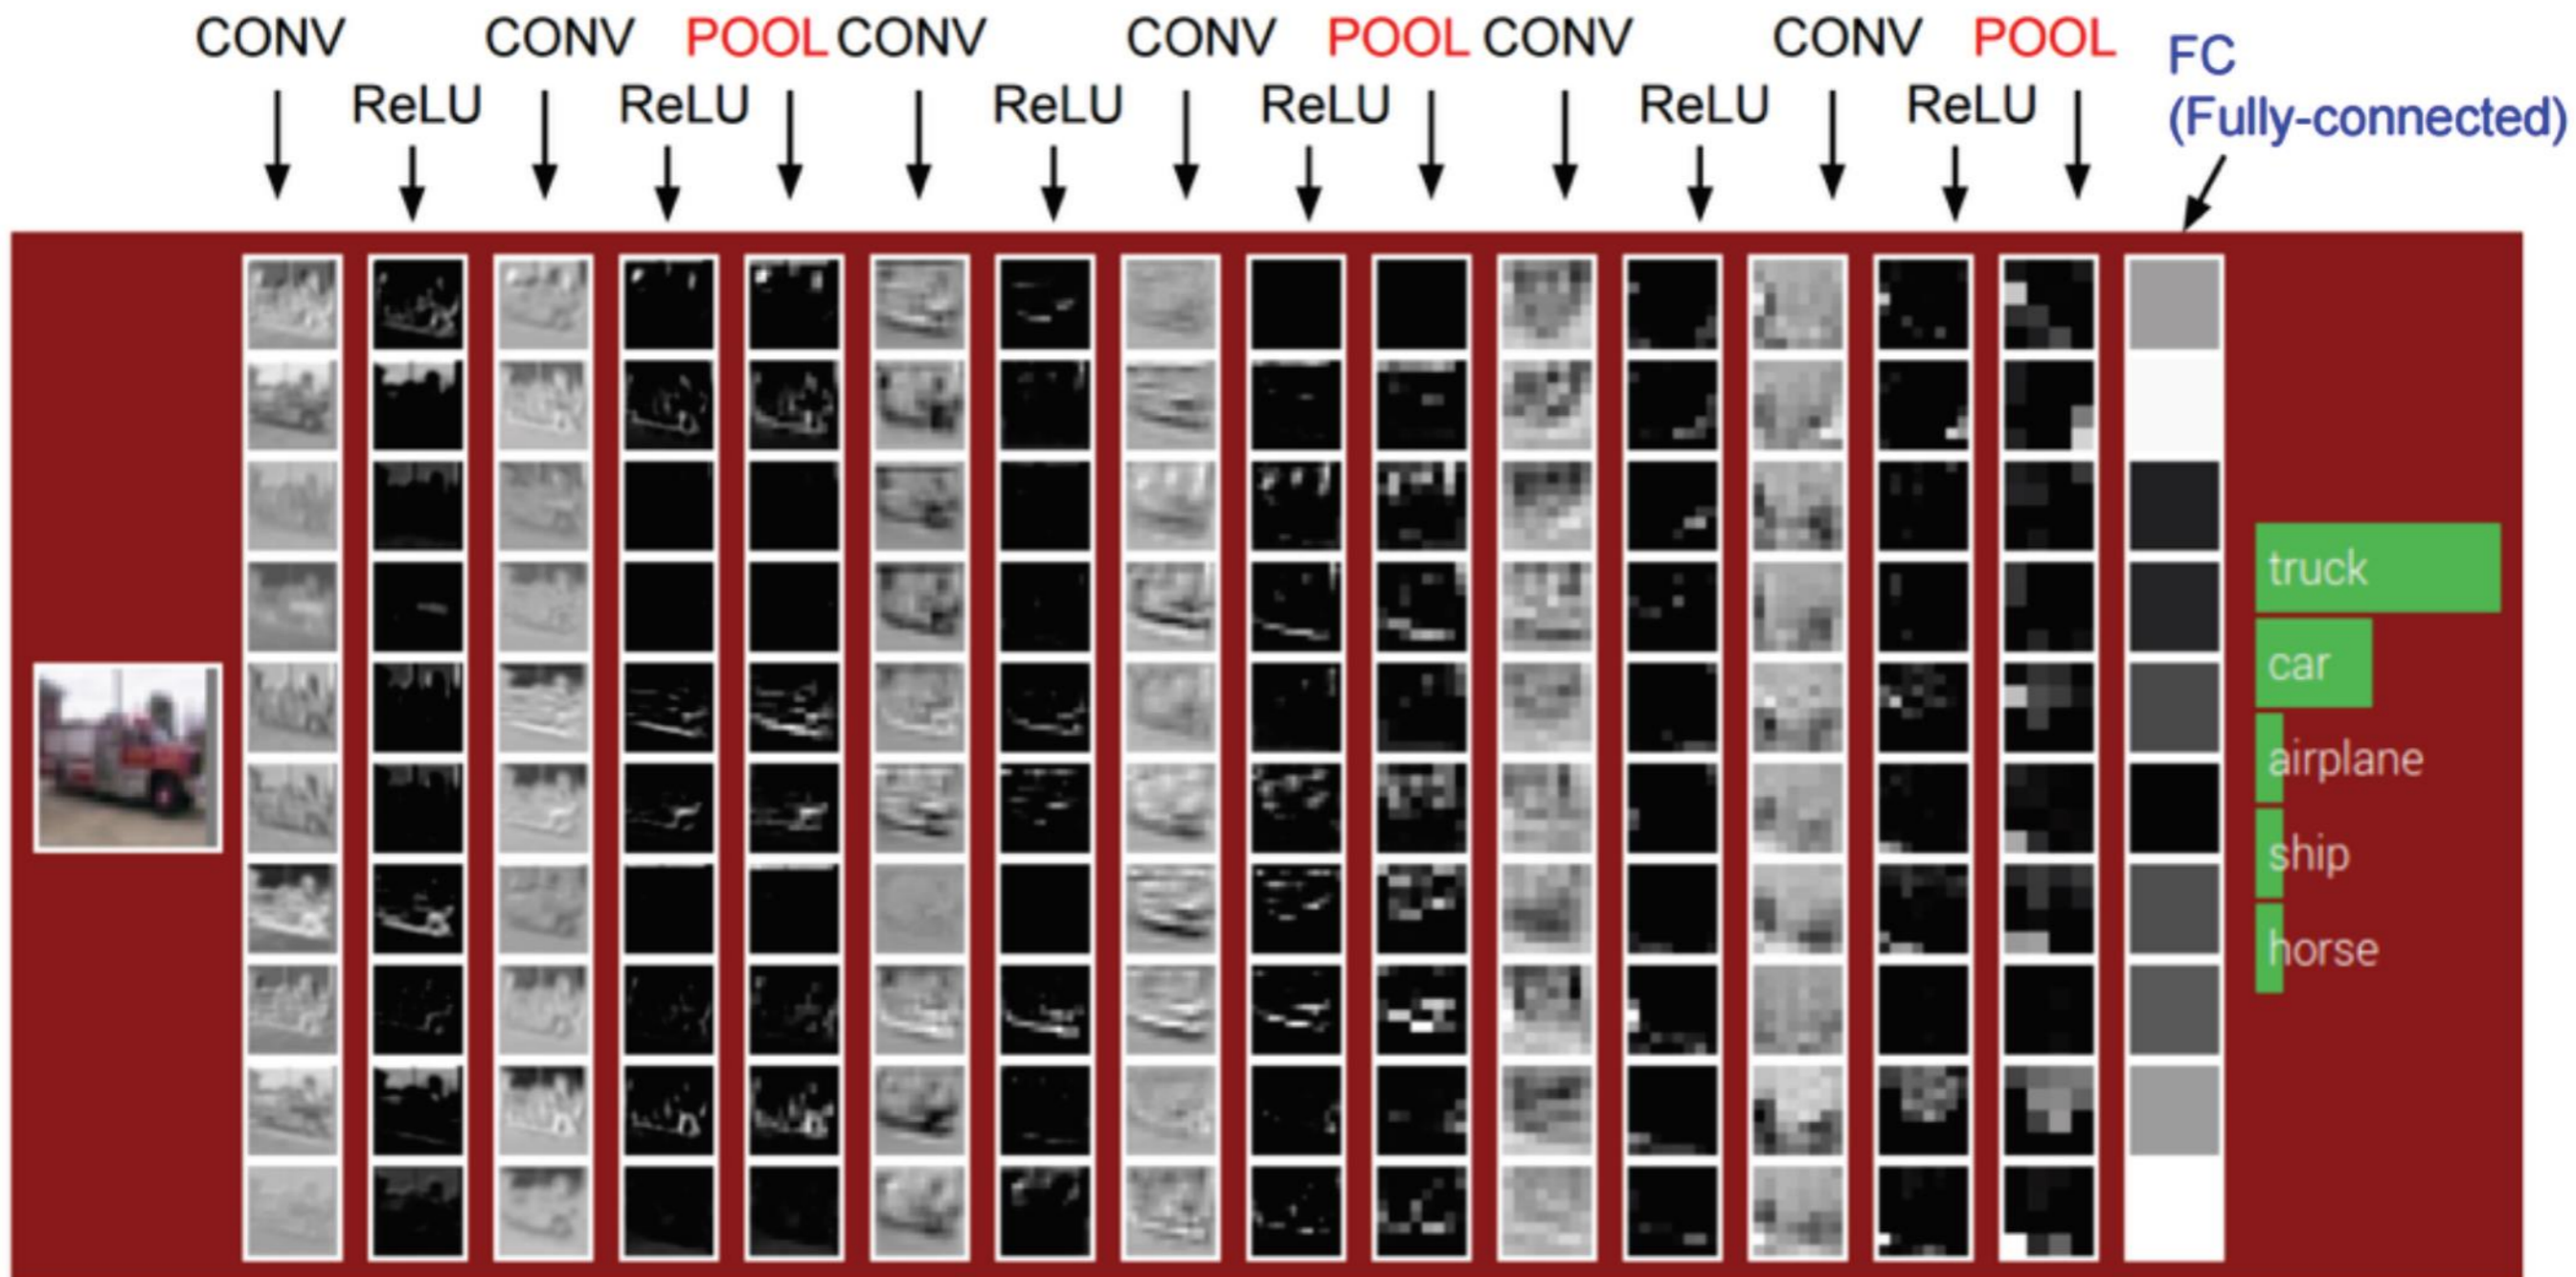 CONV CONV POOL CONV CONV POOL CONV CONV POOL FC
ReLU ReLU ReLU ReLU ReLU ReLU (Fully-connected)
truck
car
airplane
ship
horse